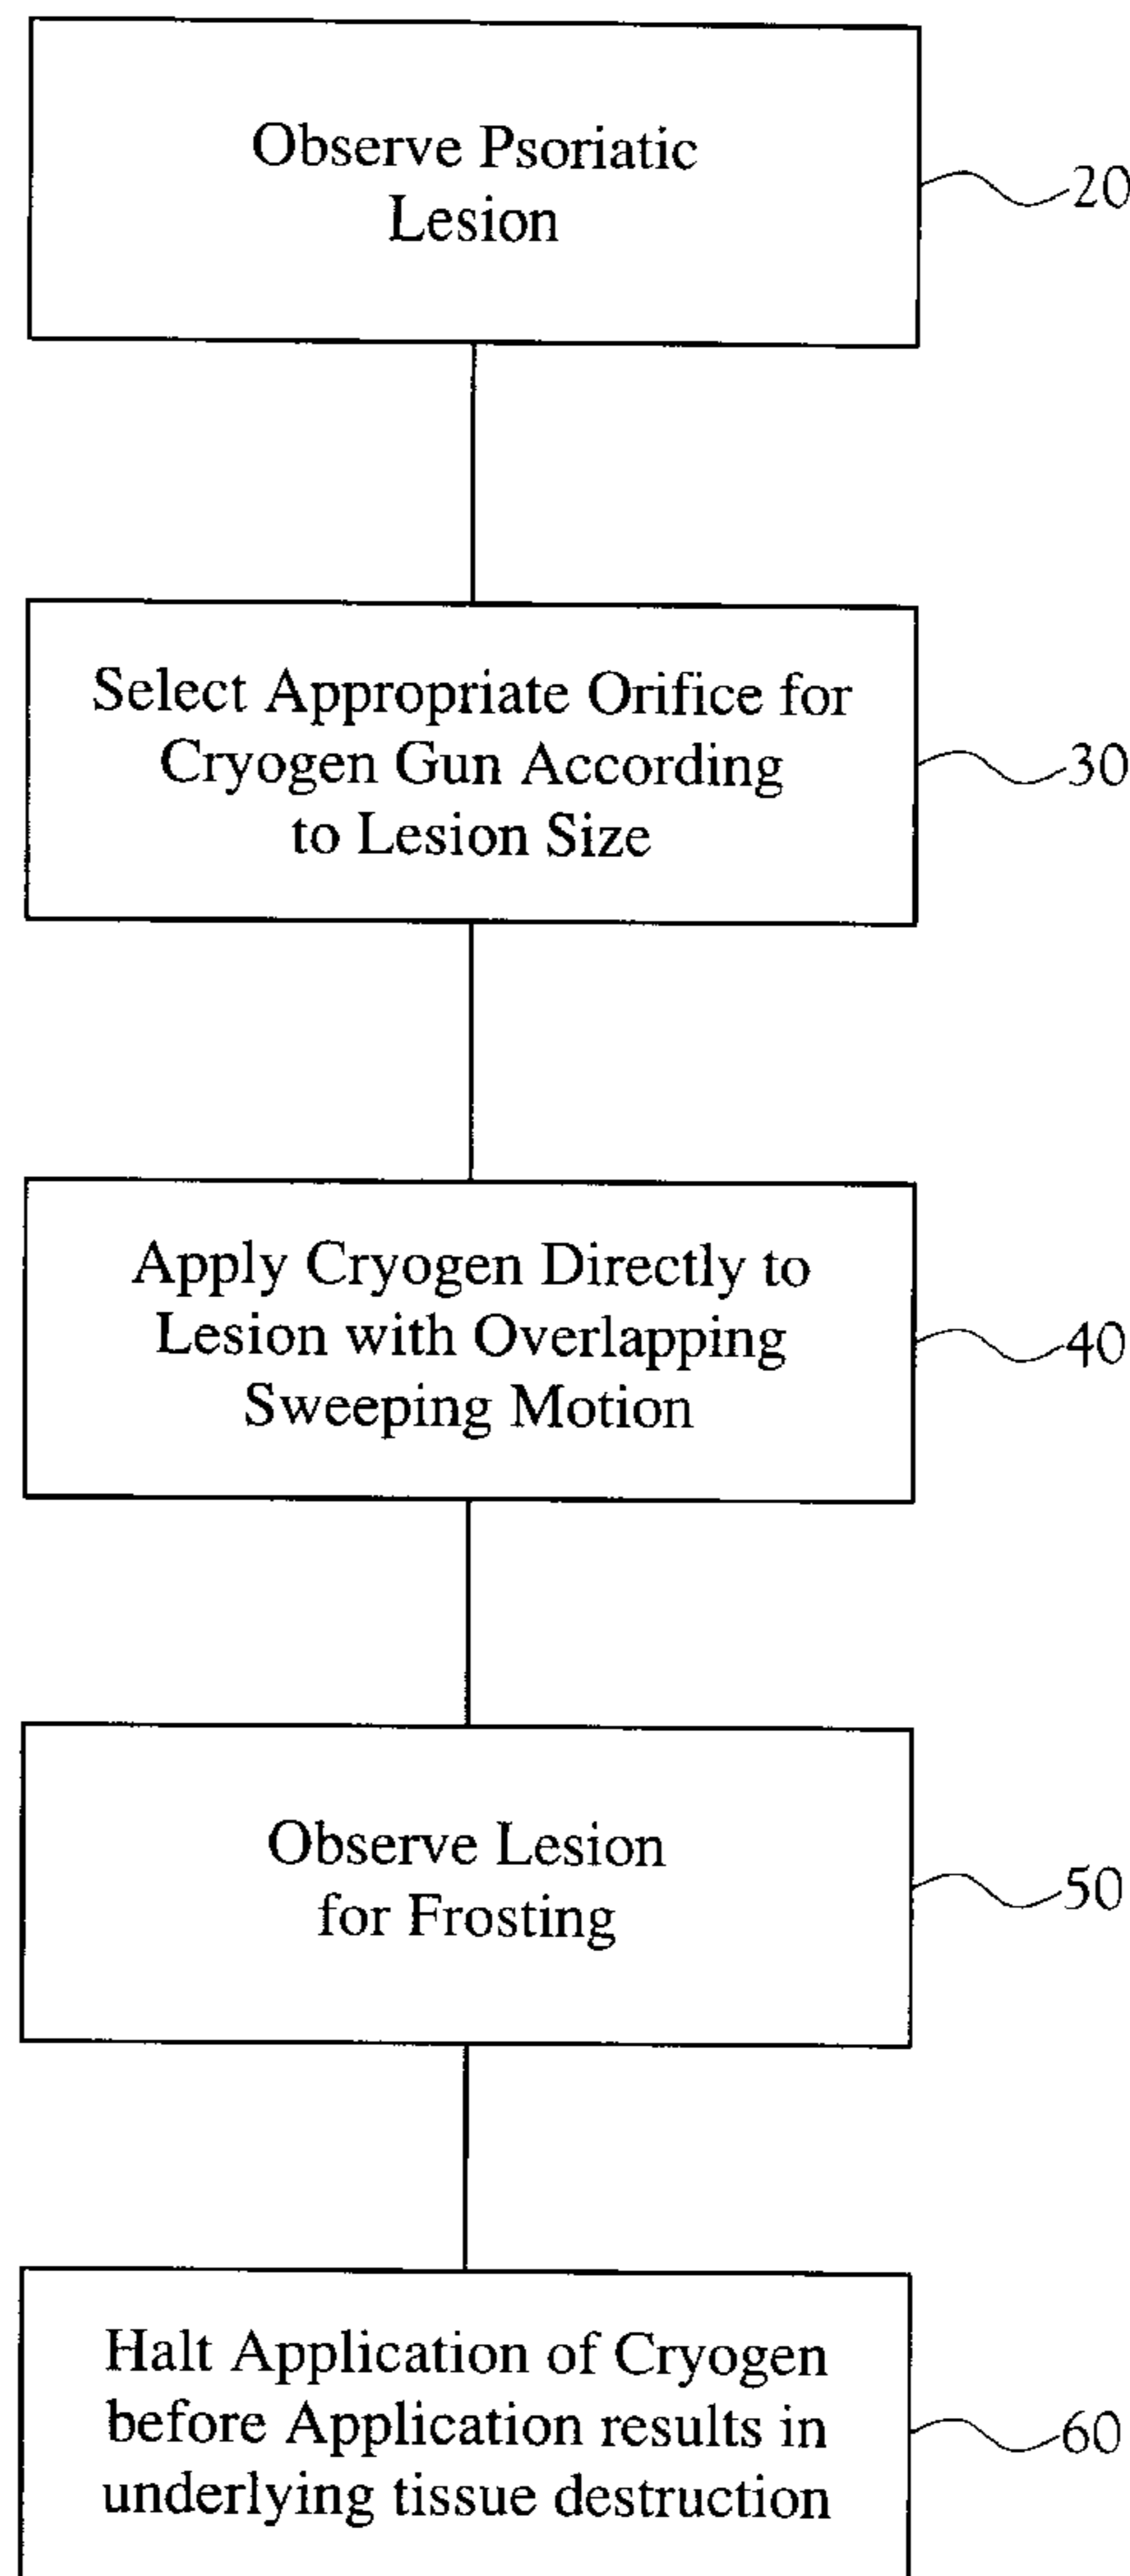 Observe Psoriatic
Lesion
20
Select Appropriate Orifice for
Cryogen Gun According
to Lesion Size
30
Apply Cryogen Directly to
Lesion with Overlapping
Sweeping Motion
40
Observe Lesion
for Frosting
50
Halt Application of Cryogen
before Application results in
underlying tissue destruction
60